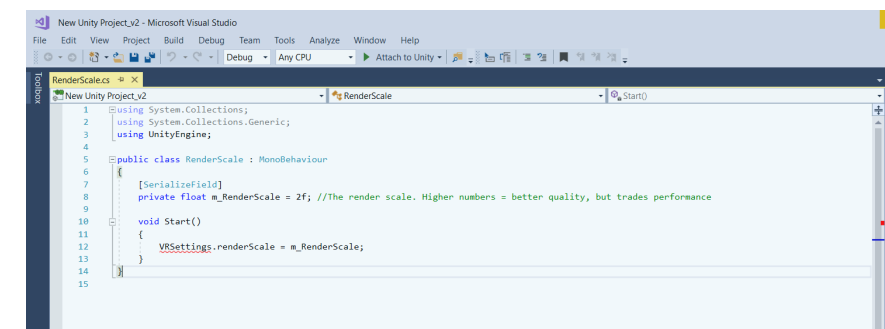 New Unity Project_v2 - Microsoft Visual Studio
File Edit View Project Build Debug Team Tools Analyze Window Help
Debug Any CPU Attach to Unity
Toolbox
RenderScale.cs
New Unity Project_v2 RenderScale Start()
1 using System.Collections;
2 using System.Collections.Generic;
3 using UnityEngine;
4
5 public class RenderScale : MonoBehaviour
6 {
7 [SerializeField]
8 private float m_RenderScale = 2f; //The render scale. Higher numbers = better quality, but trades performance
9
10 void Start()
11 {
12 VRSettings.renderScale = m_RenderScale;
13 }
14 }
15